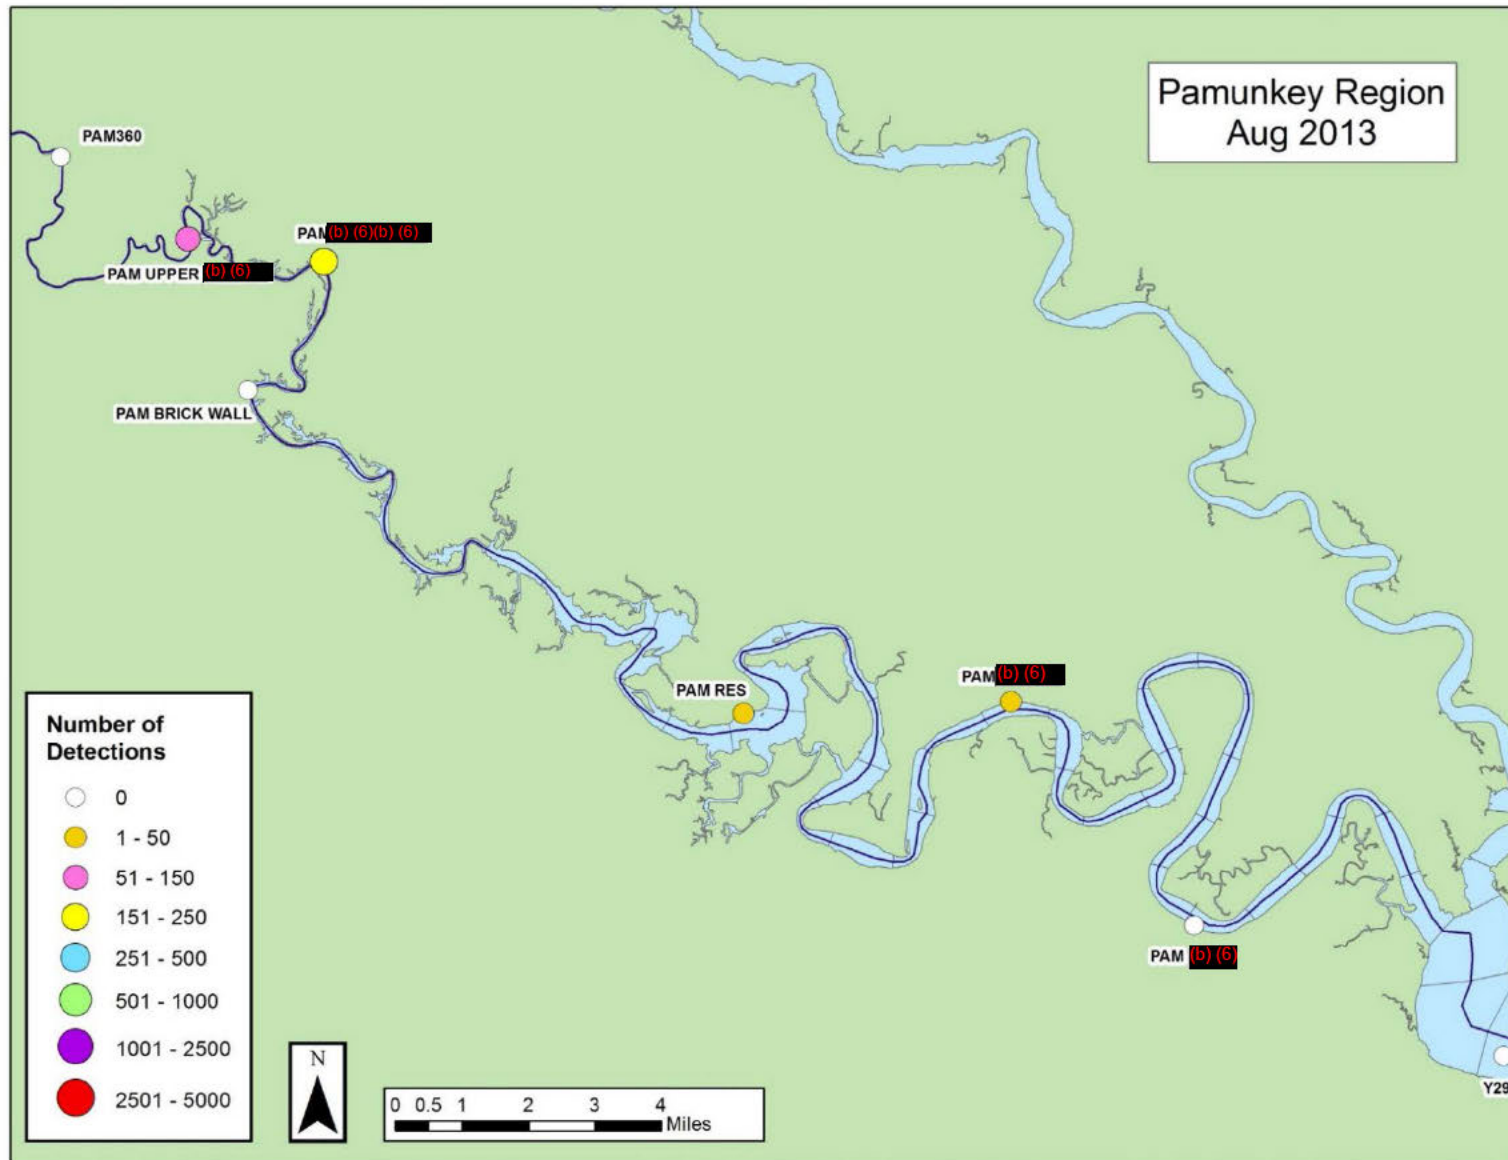 Pamunkey Region
Aug 2013
PAM360
PAM (b) (6)(b) (6)
PAM UPPER (b) (6)
PAM BRICK WALL
PAM RES
PAM (b) (6)
PAM (b) (6)
Y29
Number of
Detections
0
1 - 50
51 - 150
151 - 250
251 - 500
501 - 1000
1001 - 2500
2501 - 5000
N
0 0.5 1 2 3 4
Miles